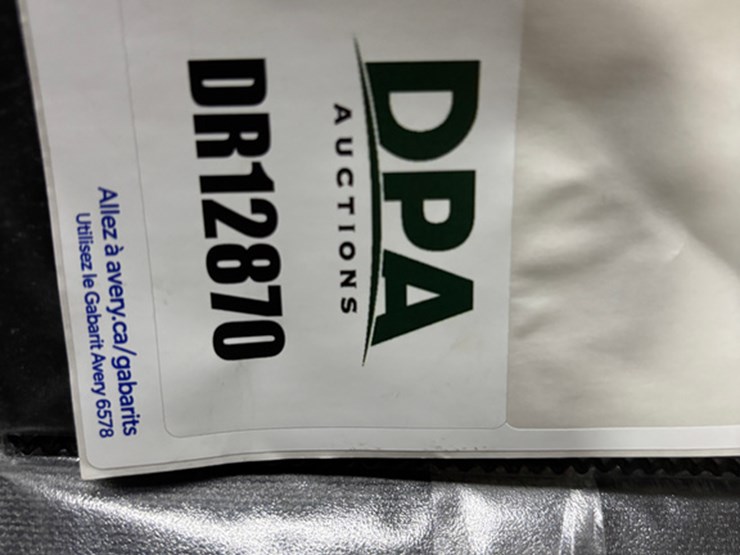 DPA
AUCTIONS
DR12870
Allez à avery.ca/gabarits
Utilisez le Gabarit Avery 6578